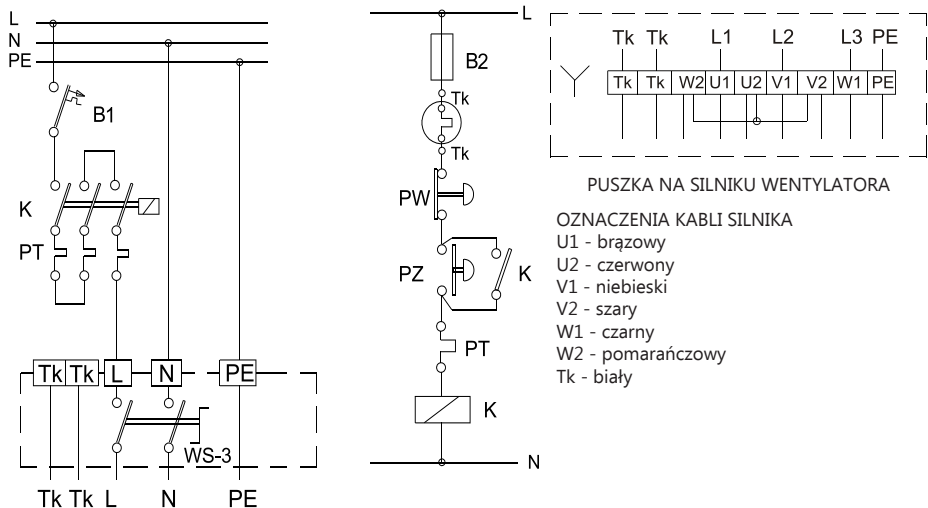 L
N
PE
B1
K
PT
Tk Tk L N PE
WS-3
Tk Tk L N PE
L
B2
Tk
Tk
PW
PZ K
PT
K
N
Tk Tk L1 L2 L3 PE
Tk Tk W2 U1 U2 V1 V2 W1 PE
PUSZKA NA SILNIKU WENTYLATORA
OZNACZENIA KABLI SILNIKA
U1 - brązowy
U2 - czerwony
V1 - niebieski
V2 - szary
W1 - czarny
W2 - pomarańczowy
Tk - biały